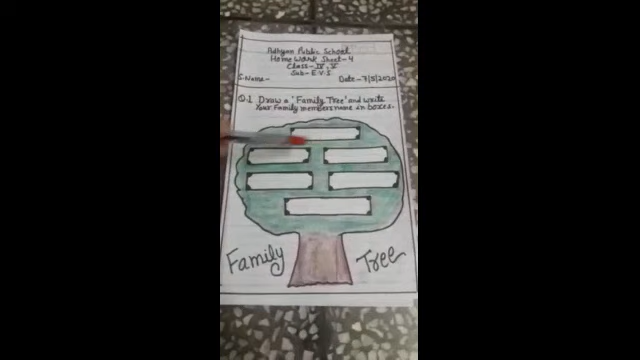 Adhyan Public School
Home Work Sheet-4
Class-IV, V
Sub-E.V.S.
S.Name-
Date-7/5/2020
Q.1 Draw a 'Family Tree' and write
Your Family members name in boxes.
Family Tree